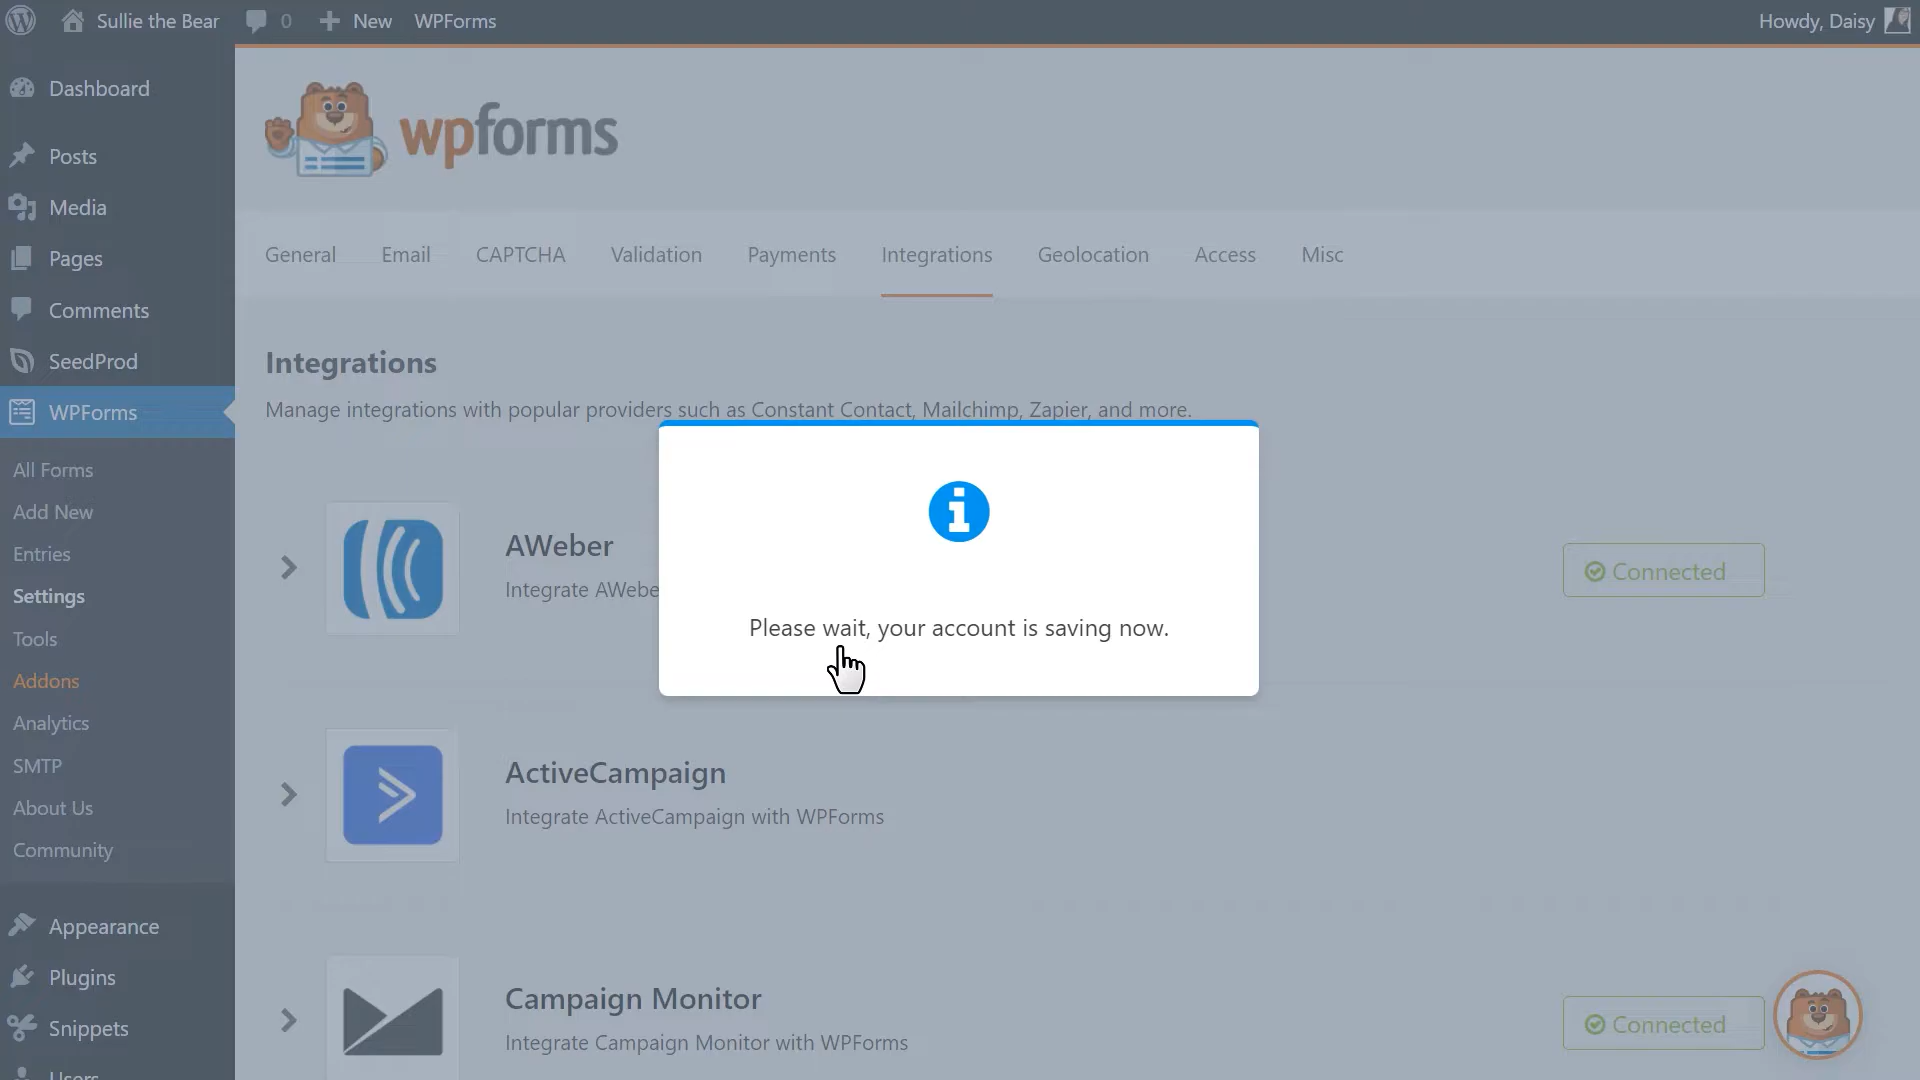 Sullie the Bear
0
New
WPForms
Howdy, Daisy
Dashboard
Posts
Media
Pages
Comments
SeedProd
WPForms
All Forms
Add New
Entries
Settings
Tools
Addons
Analytics
SMTP
About Us
Community
Appearance
Plugins
Snippets
Users
wpforms
General
Email
CAPTCHA
Validation
Payments
Integrations
Geolocation
Access
Misc
Integrations
Manage integrations with popular providers such as Constant Contact, Mailchimp, Zapier, and more.
AWeber
Integrate AWebe
Connected
Please wait, your account is saving now.
ActiveCampaign
Integrate ActiveCampaign with WPForms
Campaign Monitor
Integrate Campaign Monitor with WPForms
Connected